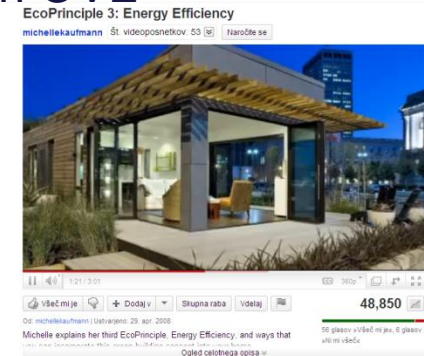 EcoPrinciple 3: Energy Efficiency
michellekaufmann Št. videoposnetkov: 53 Naročite se
1:21 / 3:01 360p
Všeč mi je + Dodaj v Skupna raba Vdelaj 48,850
Od: michellekaufmann | Ustvarjeno: 29. apr. 2008
Michelle explains her third EcoPrinciple, Energy Efficiency, and ways that
56 glasov »Všeč mi je«, 6 glasov
»Ni mi všeč«
Ogled celotnega opisa